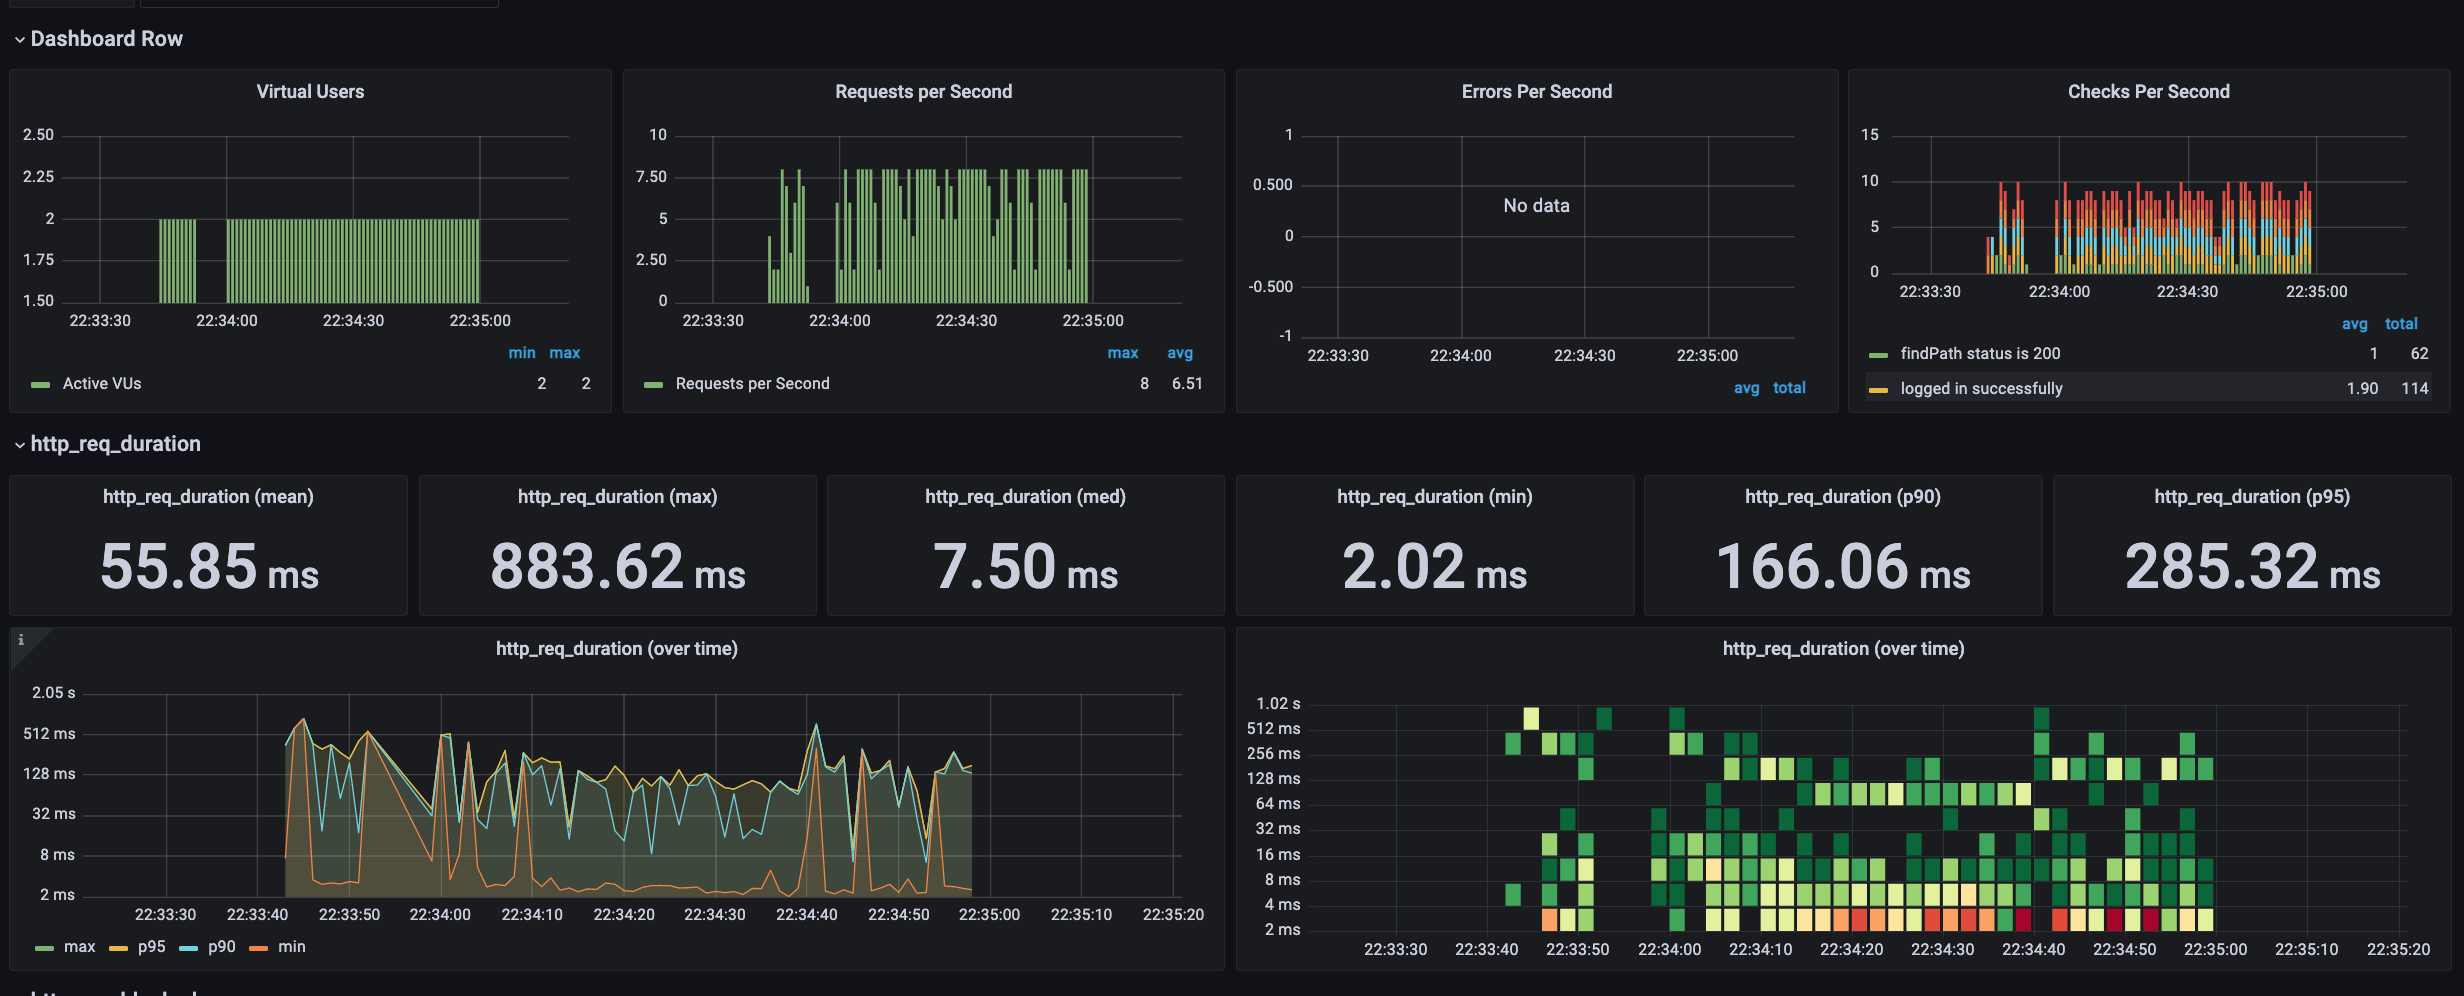 Dashboard Row
Virtual Users
2.50
2.25
2
1.75
1.50
22:33:30 22:34:00 22:34:30 22:35:00
min max
Active VUs 2 2
Requests per Second
10
7.50
5
2.50
0
22:33:30 22:34:00 22:34:30 22:35:00
max avg
Requests per Second 8 6.51
Errors Per Second
1
0.500
0
-0.500
-1
No data
22:33:30 22:34:00 22:34:30 22:35:00
avg total
Checks Per Second
15
10
5
0
22:33:30 22:34:00 22:34:30 22:35:00
avg total
findPath status is 200 1 62
logged in successfully 1.90 114
http_req_duration
http_req_duration (mean)
55.85 ms
http_req_duration (max)
883.62 ms
http_req_duration (med)
7.50 ms
http_req_duration (min)
2.02 ms
http_req_duration (p90)
166.06 ms
http_req_duration (p95)
285.32 ms
i
http_req_duration (over time)
2.05 s
512 ms
128 ms
32 ms
8 ms
2 ms
22:33:30 22:33:40 22:33:50 22:34:00 22:34:10 22:34:20 22:34:30 22:34:40 22:34:50 22:35:00 22:35:10 22:35:20
max p95 p90 min
http_req_duration (over time)
1.02 s
512 ms
256 ms
128 ms
64 ms
32 ms
16 ms
8 ms
4 ms
2 ms
22:33:30 22:33:40 22:33:50 22:34:00 22:34:10 22:34:20 22:34:30 22:34:40 22:34:50 22:35:00 22:35:10 22:35:20